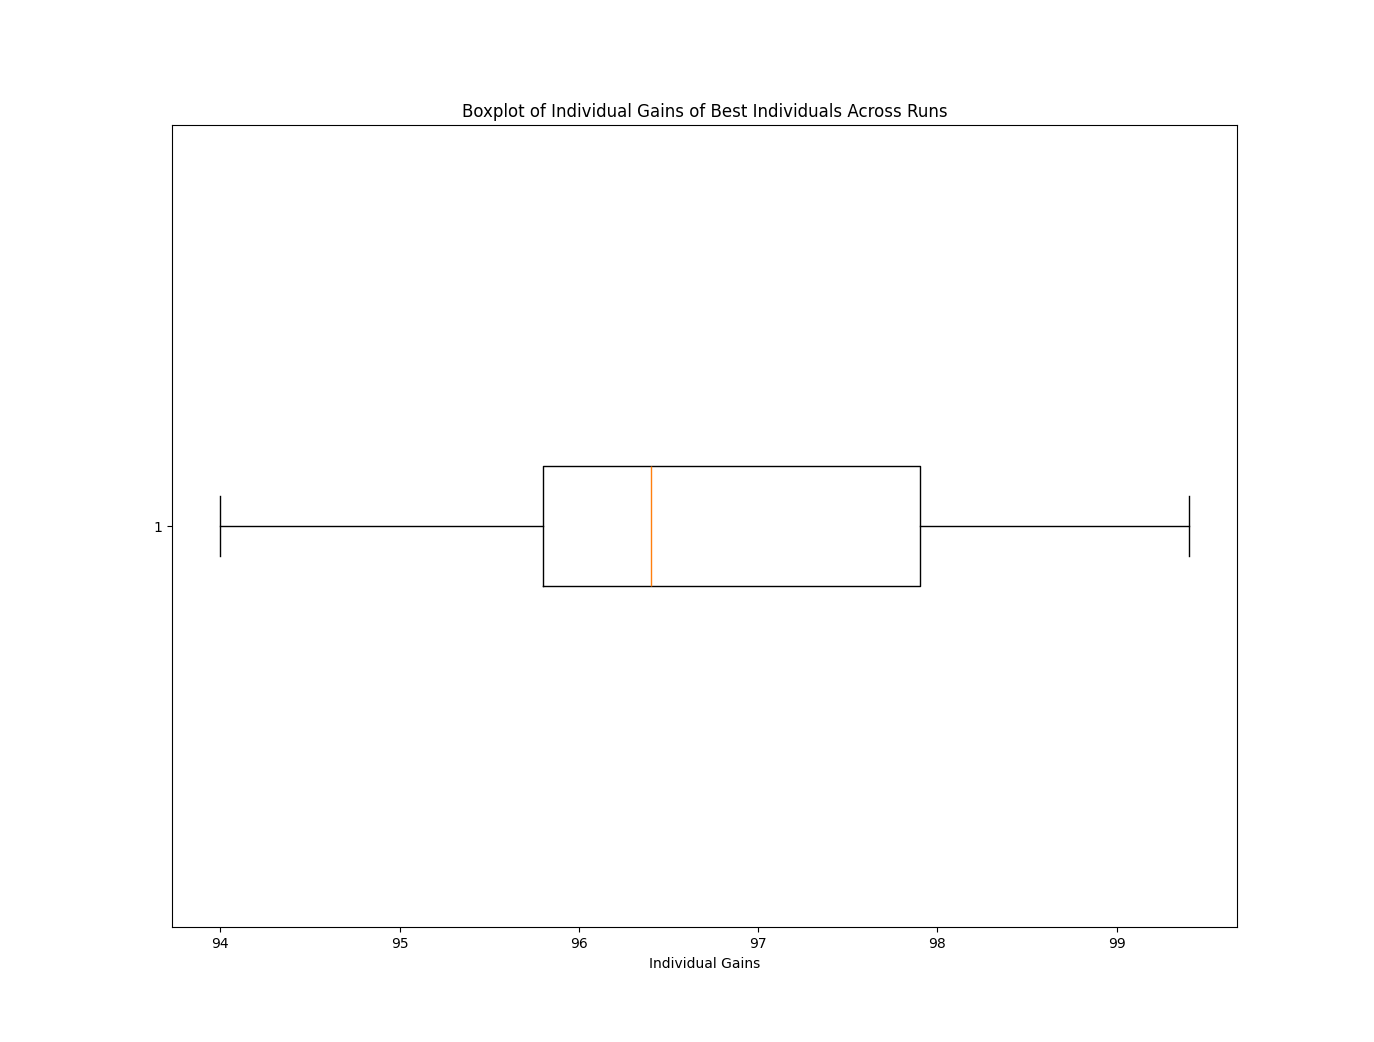 Boxplot of Individual Gains of Best Individuals Across Runs
1
94 95 96 97 98 99
Individual Gains